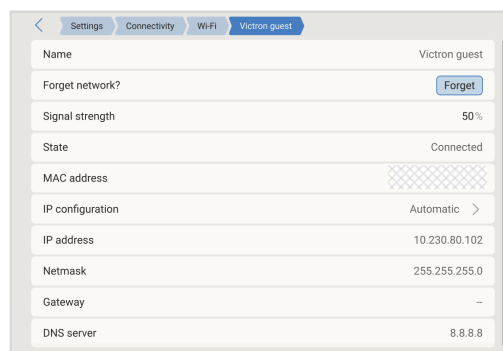 Settings Connectivity Wi-Fi Victron guest
Name Victron guest
Forget network? Forget
Signal strength 50%
State Connected
MAC address
IP configuration Automatic
IP address 10.230.80.102
Netmask 255.255.255.0
Gateway --
DNS server 8.8.8.8